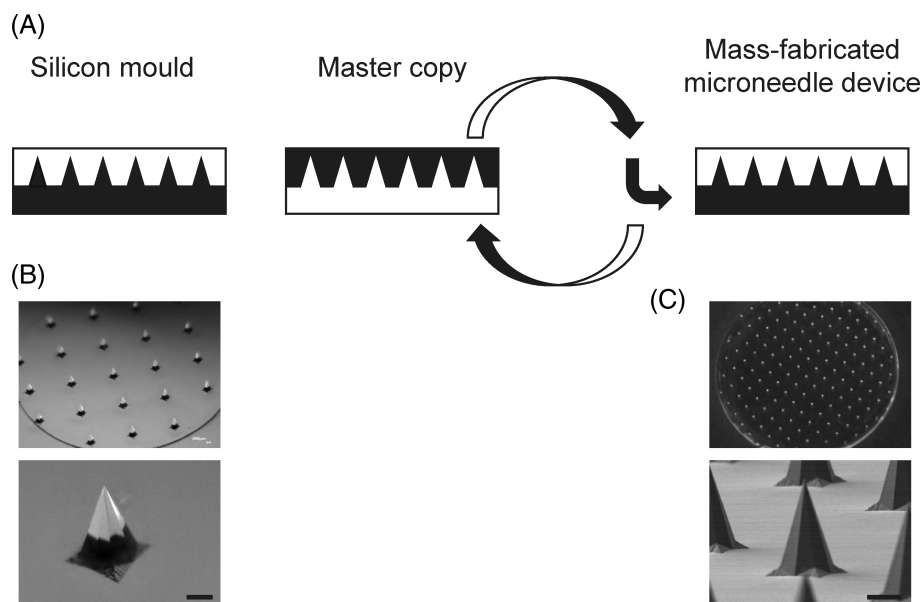 (A)
Silicon mould
Master copy
Mass-fabricated
microneedle device
(B)
(C)